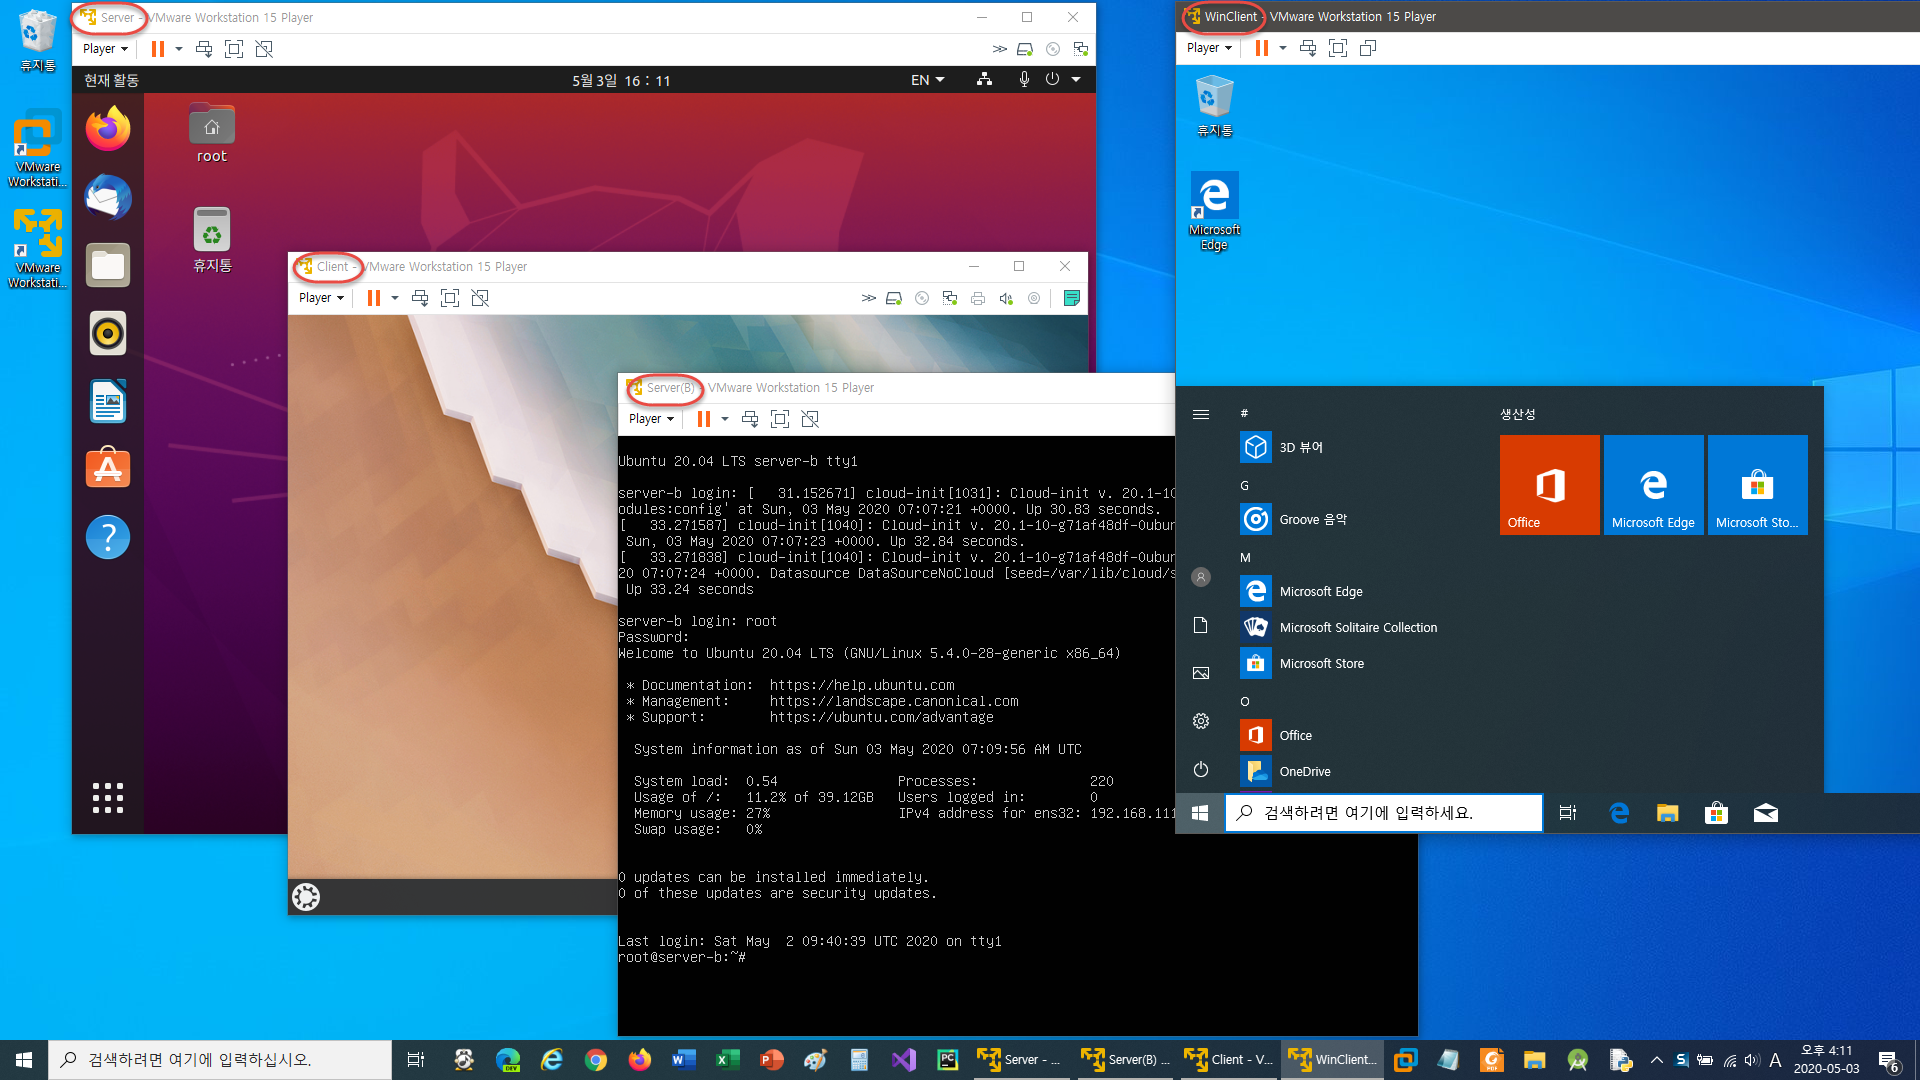 휴지통
VMware
Workstati...
VMware
Workstati...
Server - VMware Workstation 15 Player
Player
현재 활동
5월 3일 16 : 11
EN
root
휴지통
Client - VMware Workstation 15 Player
Player
Server(B) - VMware Workstation 15 Player
Player
Ubuntu 20.04 LTS server-b tty1
server-b login: [   31.152671] cloud-init[1031]: Cloud-init v. 20.1-10
odules:config' at Sun, 03 May 2020 07:07:21 +0000. Up 30.83 seconds.
[   33.271587] cloud-init[1040]: Cloud-init v. 20.1-10-g71af48df-0ubun
Sun, 03 May 2020 07:07:23 +0000. Up 32.84 seconds.
[   33.271838] cloud-init[1040]: Cloud-init v. 20.1-10-g71af48df-0ubun
20 07:07:24 +0000. Datasource DataSourceNoCloud [seed=/var/lib/cloud/s
Up 33.24 seconds
server-b login: root
Password:
Welcome to Ubuntu 20.04 LTS (GNU/Linux 5.4.0-28-generic x86_64)
* Documentation:  https://help.ubuntu.com
* Management:     https://landscape.canonical.com
* Support:        https://ubuntu.com/advantage
System information as of Sun 03 May 2020 07:09:56 AM UTC
System load:  0.54               Processes:              220
Usage of /:   11.2% of 39.12GB   Users logged in:        0
Memory usage: 27%                IPv4 address for ens32: 192.168.111
Swap usage:   0%
0 updates can be installed immediately.
0 of these updates are security updates.
Last login: Sat May  2 09:40:39 UTC 2020 on tty1
root@server-b:~#
WinClient - VMware Workstation 15 Player
Player
휴지통
Microsoft
Edge
#
3D 뷰어
G
Groove 음악
M
Microsoft Edge
Microsoft Solitaire Collection
Microsoft Store
O
Office
OneDrive
생산성
Office
Microsoft Edge
Microsoft Sto...
검색하려면 여기에 입력하세요.
검색하려면 여기에 입력하십시오.
DEV
PC
Server - ...
Server(B) ...
Client - V...
WinClient...
PDF
A
오후 4:11
2020-05-03
6